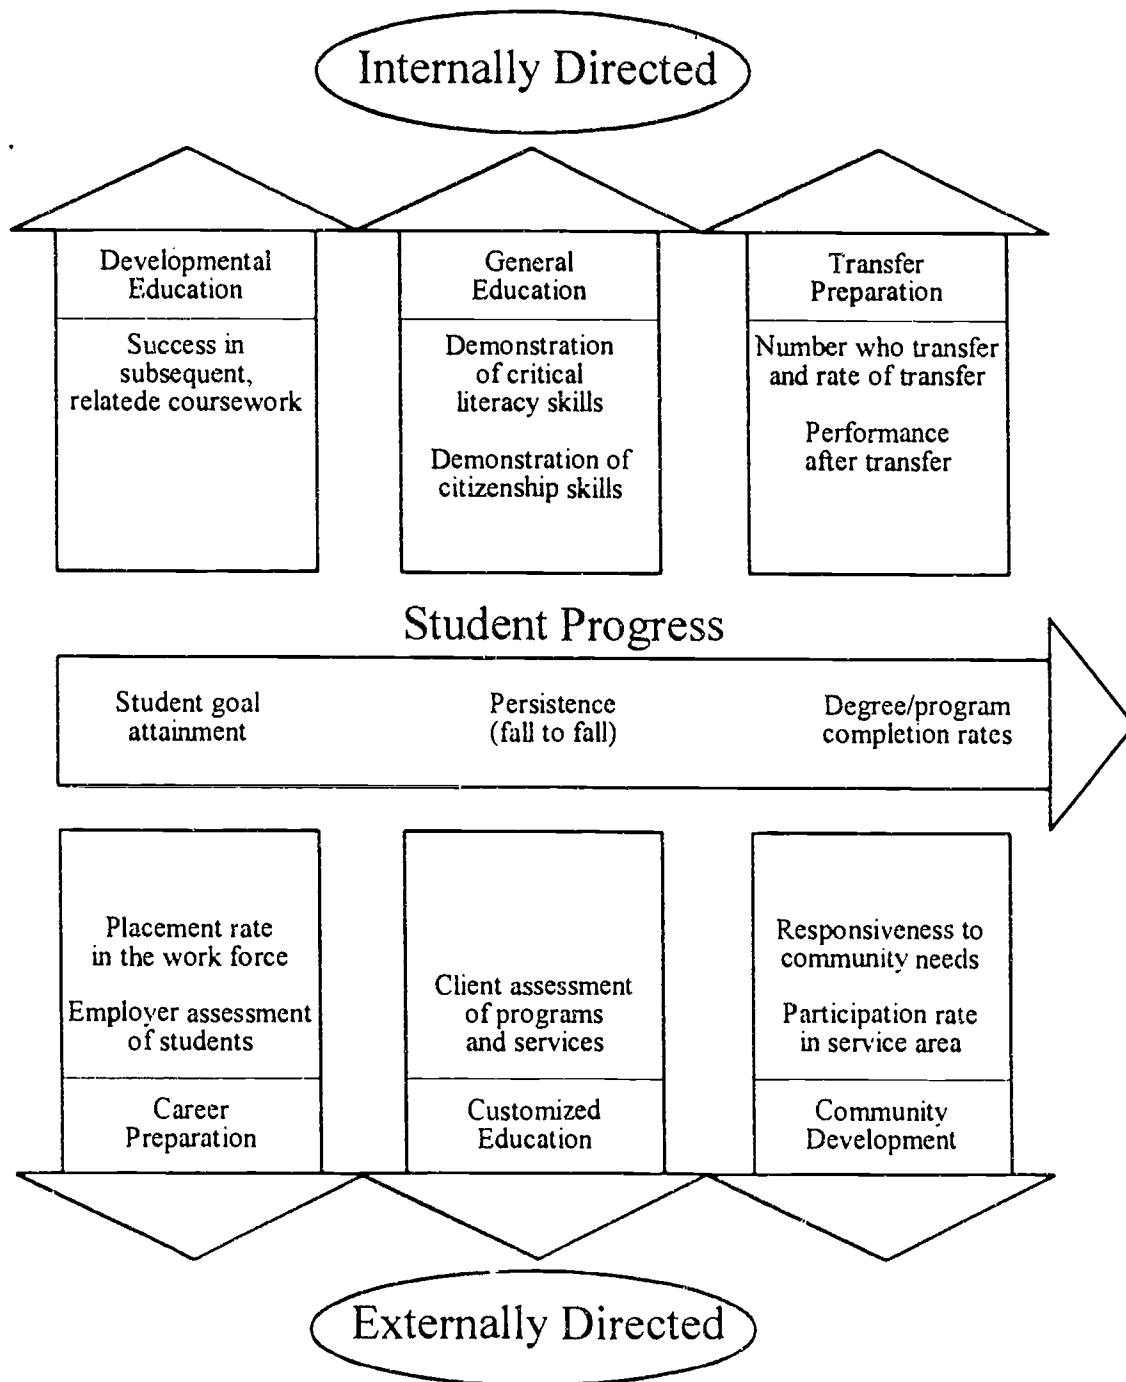 Internally Directed
Developmental
Education
Success in
subsequent,
relatede coursework
General
Education
Demonstration
of critical
literacy skills
Demonstration of
citizenship skills
Transfer
Preparation
Number who transfer
and rate of transfer
Performance
after transfer
Student Progress
Student goal
attainment
Persistence
(fall to fall)
Degree/program
completion rates
Placement rate
in the work force
Employer assessment
of students
Career
Preparation
Client assessment
of programs
and services
Customized
Education
Responsiveness to
community needs
Participation rate
in service area
Community
Development
Externally Directed